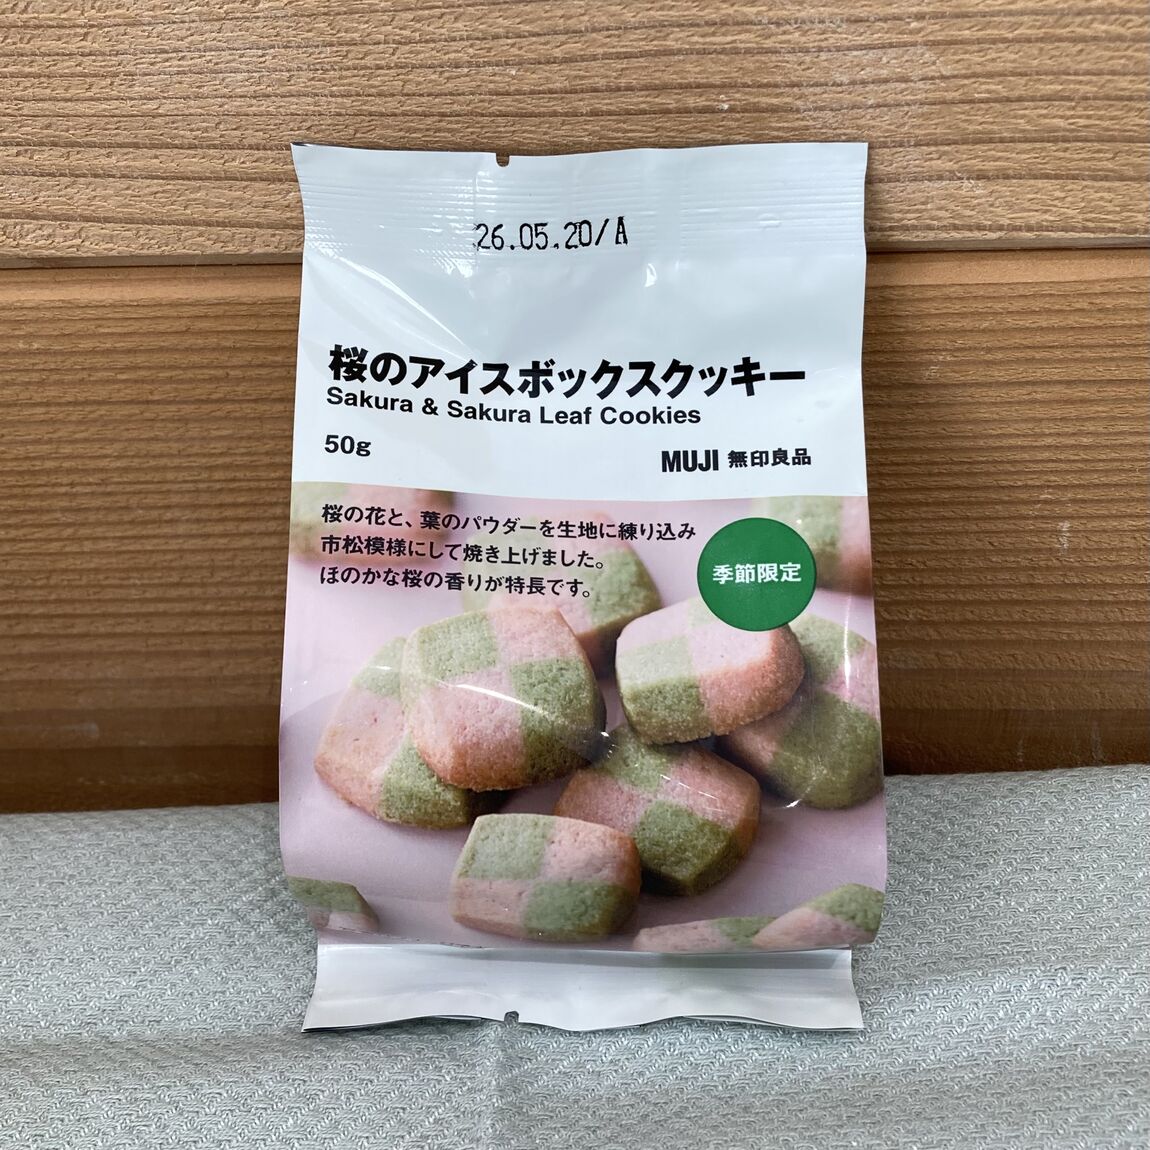 26.05.20/A
桜のアイスボックスクッキー
Sakura & Sakura Leaf Cookies
50g
MUJI 無印良品
桜の花と、葉のパウダーを生地に練り込み
市松模様にして焼き上げました。
ほのかな桜の香りが特長です。
季節限定